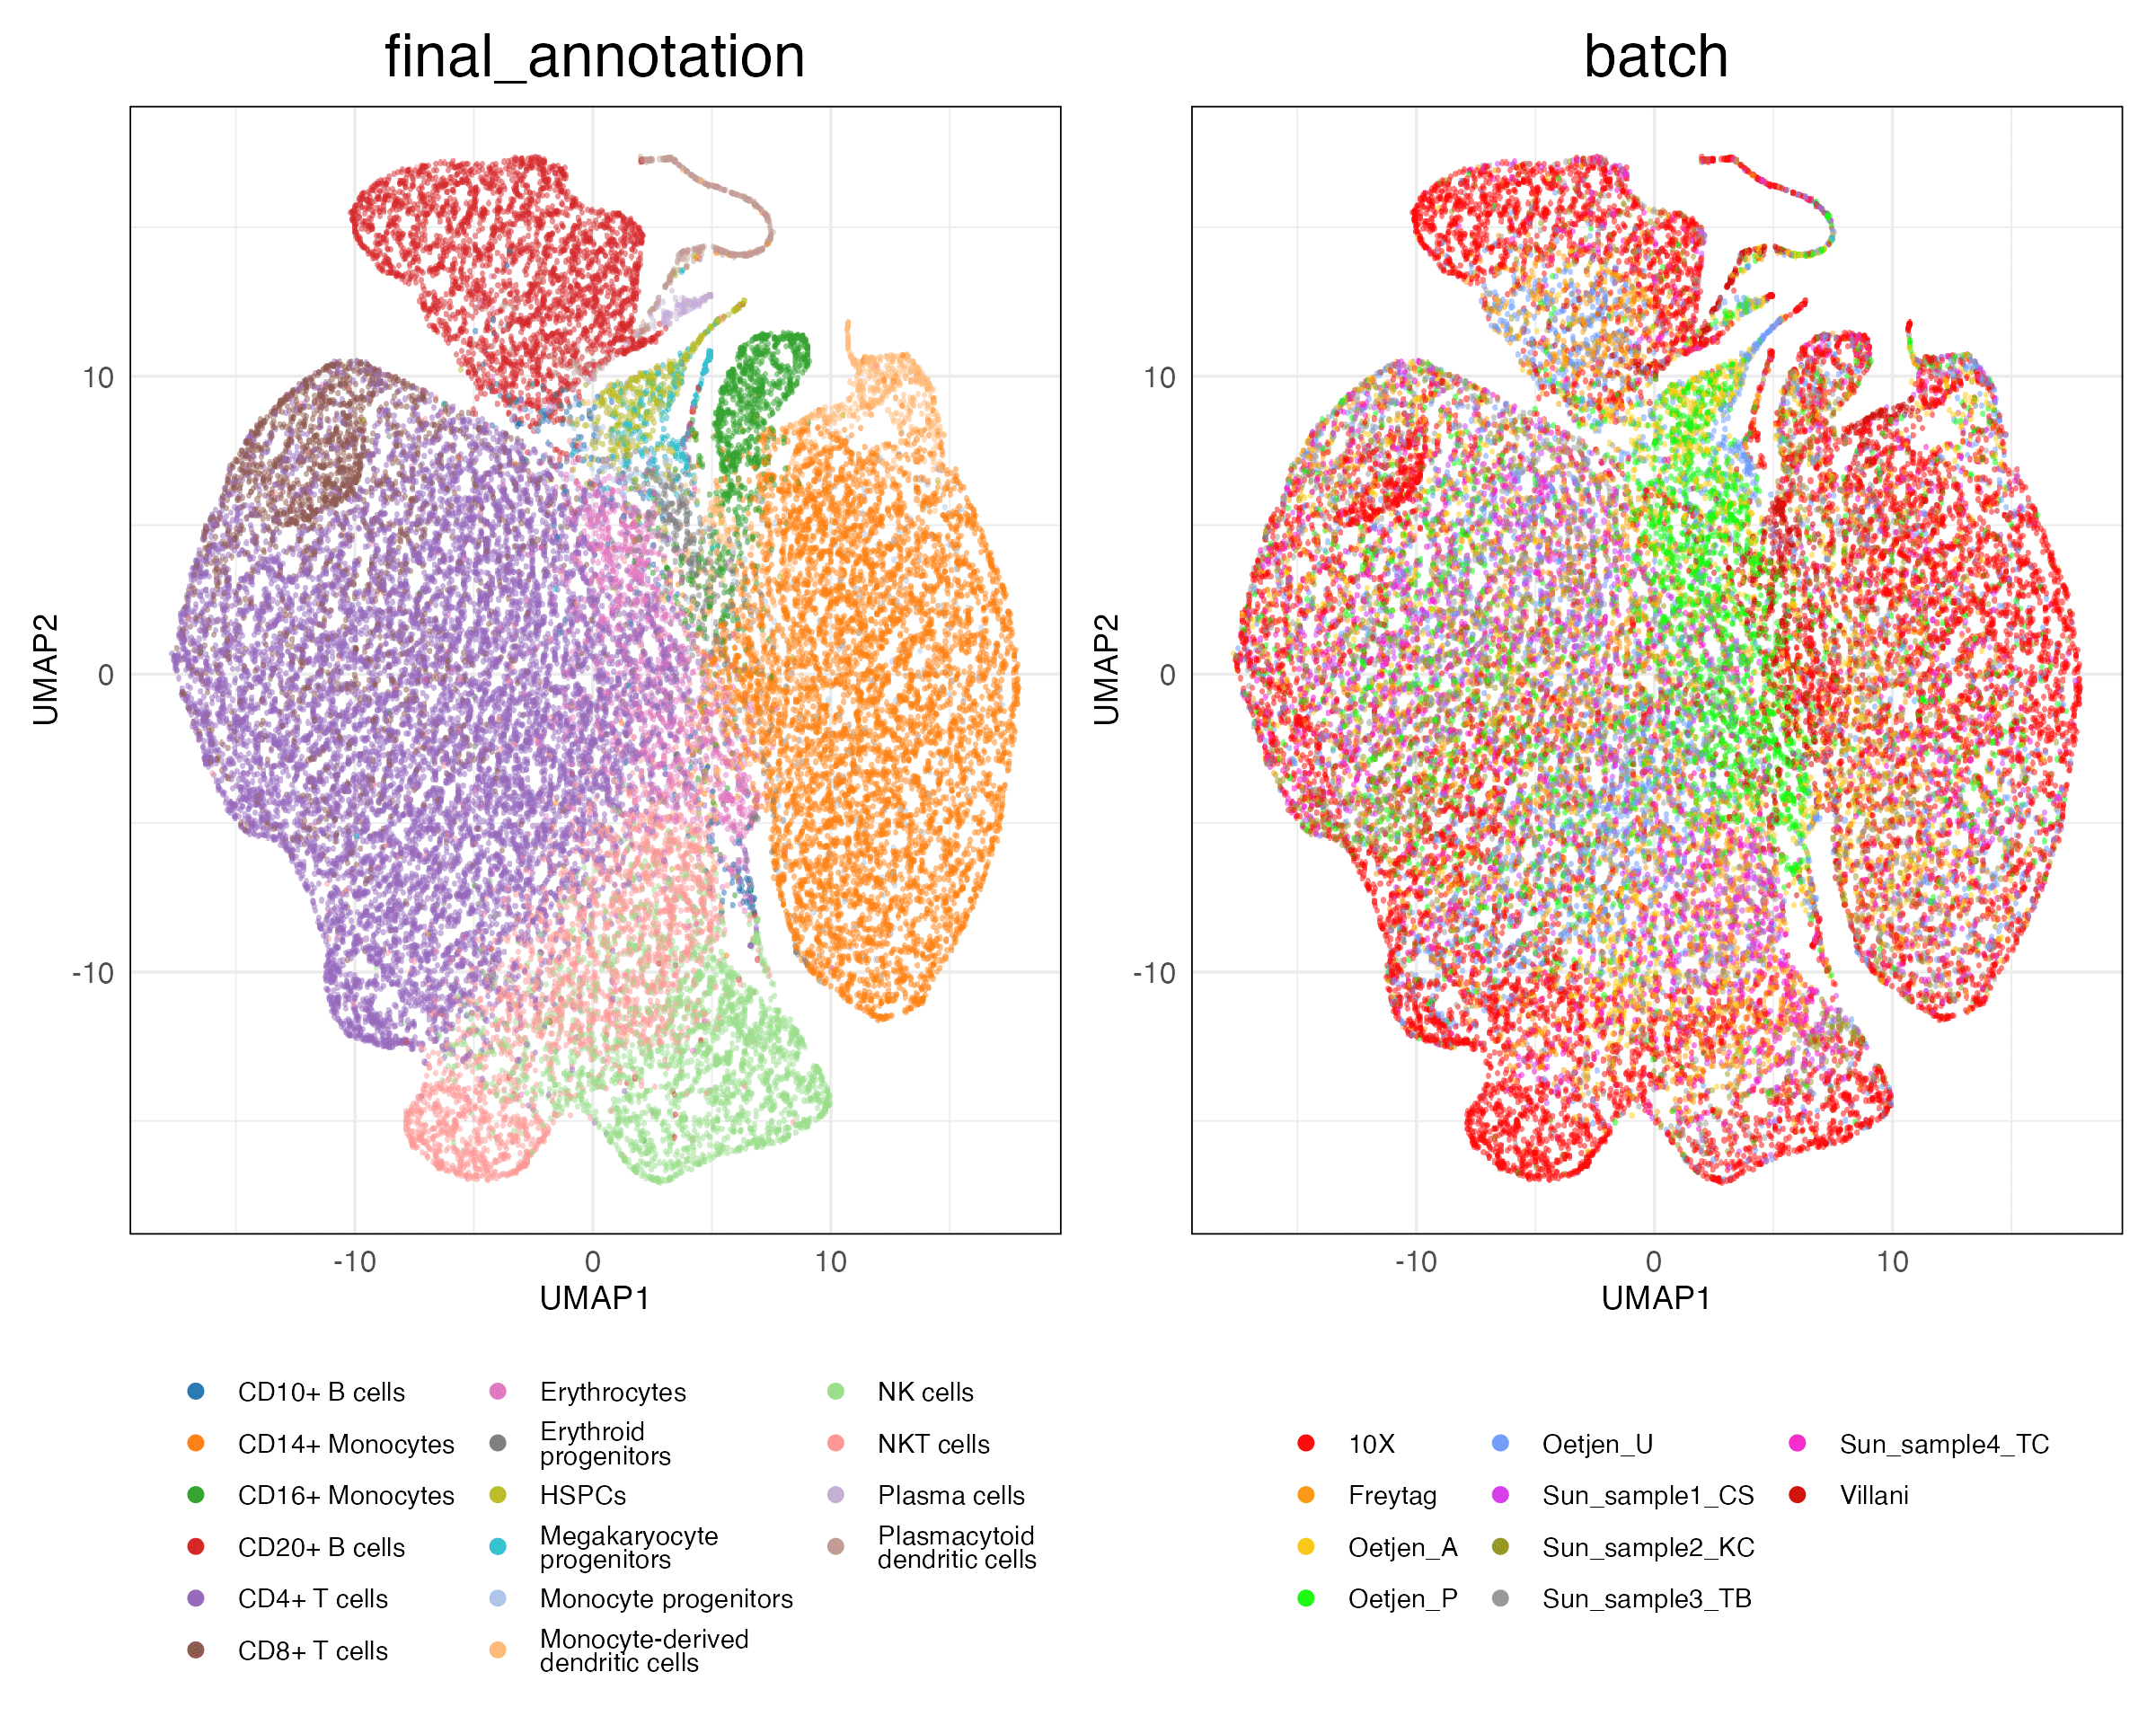 final_annotation
batch
UMAP2
10
0
-10
-10
0
10
UMAP1
UMAP2
10
0
-10
-10
0
10
UMAP1
CD10+ B cells
CD14+ Monocytes
CD16+ Monocytes
CD20+ B cells
CD4+ T cells
CD8+ T cells
Erythrocytes
Erythroid
progenitors
HSPCs
Megakaryocyte
progenitors
Monocyte progenitors
Monocyte-derived
dendritic cells
NK cells
NKT cells
Plasma cells
Plasmacytoid
dendritic cells
10X
Freytag
Oetjen_A
Oetjen_P
Oetjen_U
Sun_sample1_CS
Sun_sample2_KC
Sun_sample3_TB
Sun_sample4_TC
Villani